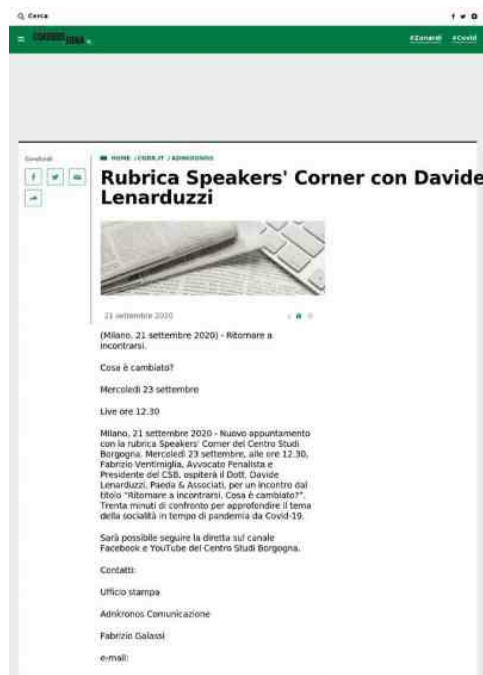 Cerca
#Zanardi #Covid
Condividi
HOME /CORR.IT /ADNKRONOS
Rubrica Speakers' Corner con Davide
Lenarduzzi
21 settembre 2020
(Milano, 21 settembre 2020) - Ritornare a
incontrarsi.
Cosa è cambiato?
Mercoledì 23 settembre
Live ore 12.30
Milano, 21 settembre 2020 - Nuovo appuntamento
con la rubrica Speakers' Corner del Centro Studi
Borgogna. Mercoledì 23 settembre, alle ore 12.30,
Fabrizio Ventimiglia, Avvocato Penalista e
Presidente del CSB, ospiterà il Dott. Davide
Lenarduzzi, Paeda & Associati, per un incontro dal
titolo "Ritornare a incontrarsi. Cosa è cambiato?".
Trenta minuti di confronto per approfondire il tema
della socialità in tempo di pandemia da Covid-19.
Sarà possibile seguire la diretta sul canale
Facebook e YouTube del Centro Studi Borgogna.
Contatti:
Ufficio stampa
Adnkronos Comunicazione
Fabrizio Galassi
e-mail: